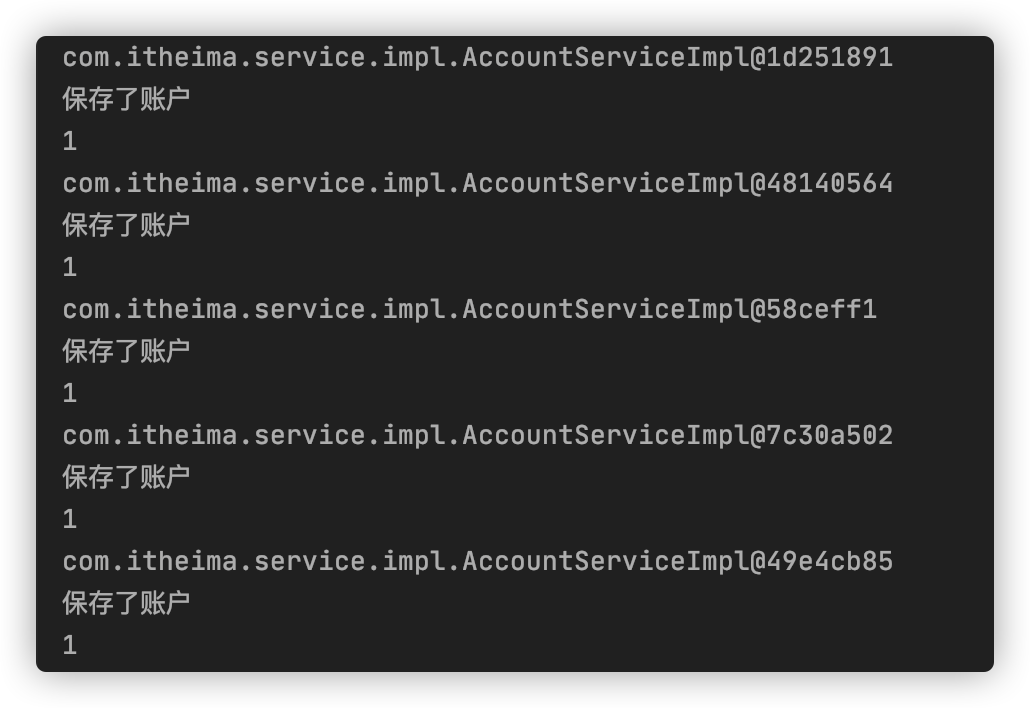 com.itheima.service.impl.AccountServiceImpl@1d251891
保存了账户
1
com.itheima.service.impl.AccountServiceImpl@48140564
保存了账户
1
com.itheima.service.impl.AccountServiceImpl@58ceff1
保存了账户
1
com.itheima.service.impl.AccountServiceImpl@7c30a502
保存了账户
1
com.itheima.service.impl.AccountServiceImpl@49e4cb85
保存了账户
1